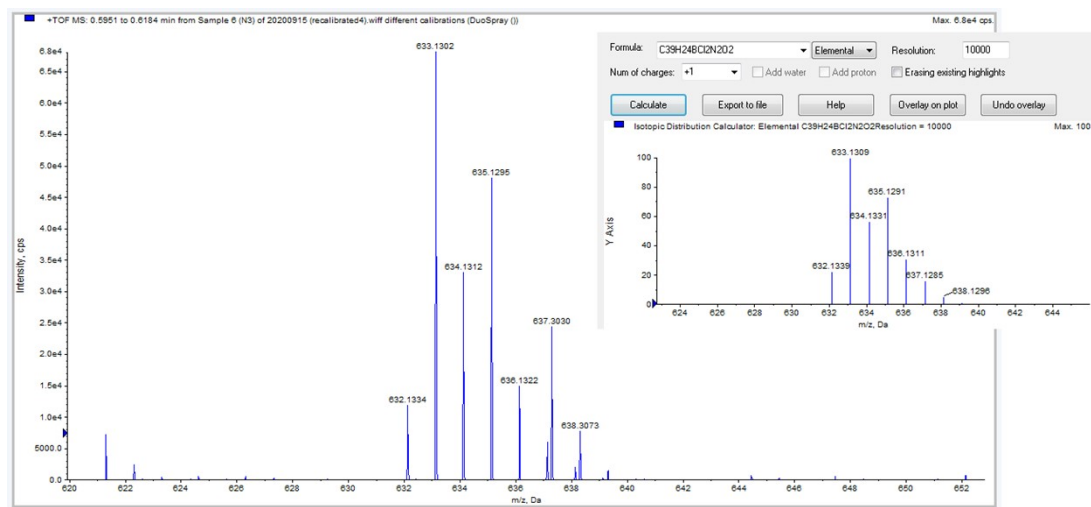 +TOF MS: 0.5951 to 0.6184 min from Sample 6 (N3) of 20200915 (recalibrated4).wiff different calibrations (DuoSpray ())
Max. 6.8e4 cps.
Intensity, cps
6.8e4
6.5e4
6.0e4
5.5e4
5.0e4
4.5e4
4.0e4
3.5e4
3.0e4
2.5e4
2.0e4
1.5e4
1.0e4
5000.0
0.0
633.1302
635.1295
634.1312
637.3030
636.1322
632.1334
638.3073
620 622 624 626 628 630 632 634 636 638 640 642 644 646 648 650 652
m/z, Da
Formula: C39H24BCl2N2O2 Elemental Resolution: 10000
Num of charges: +1 Add water Add proton Erasing existing highlights
Calculate Export to file Help Overlay on plot Undo overlay
Isotopic Distribution Calculator: Elemental C39H24BCl2N2O2Resolution = 10000
Max. 100
Y Axis
100
80
60
40
20
0
633.1309
635.1291
634.1331
636.1311
632.1339
637.1285
638.1296
624 626 628 630 632 634 636 638 640 642 644
m/z, Da